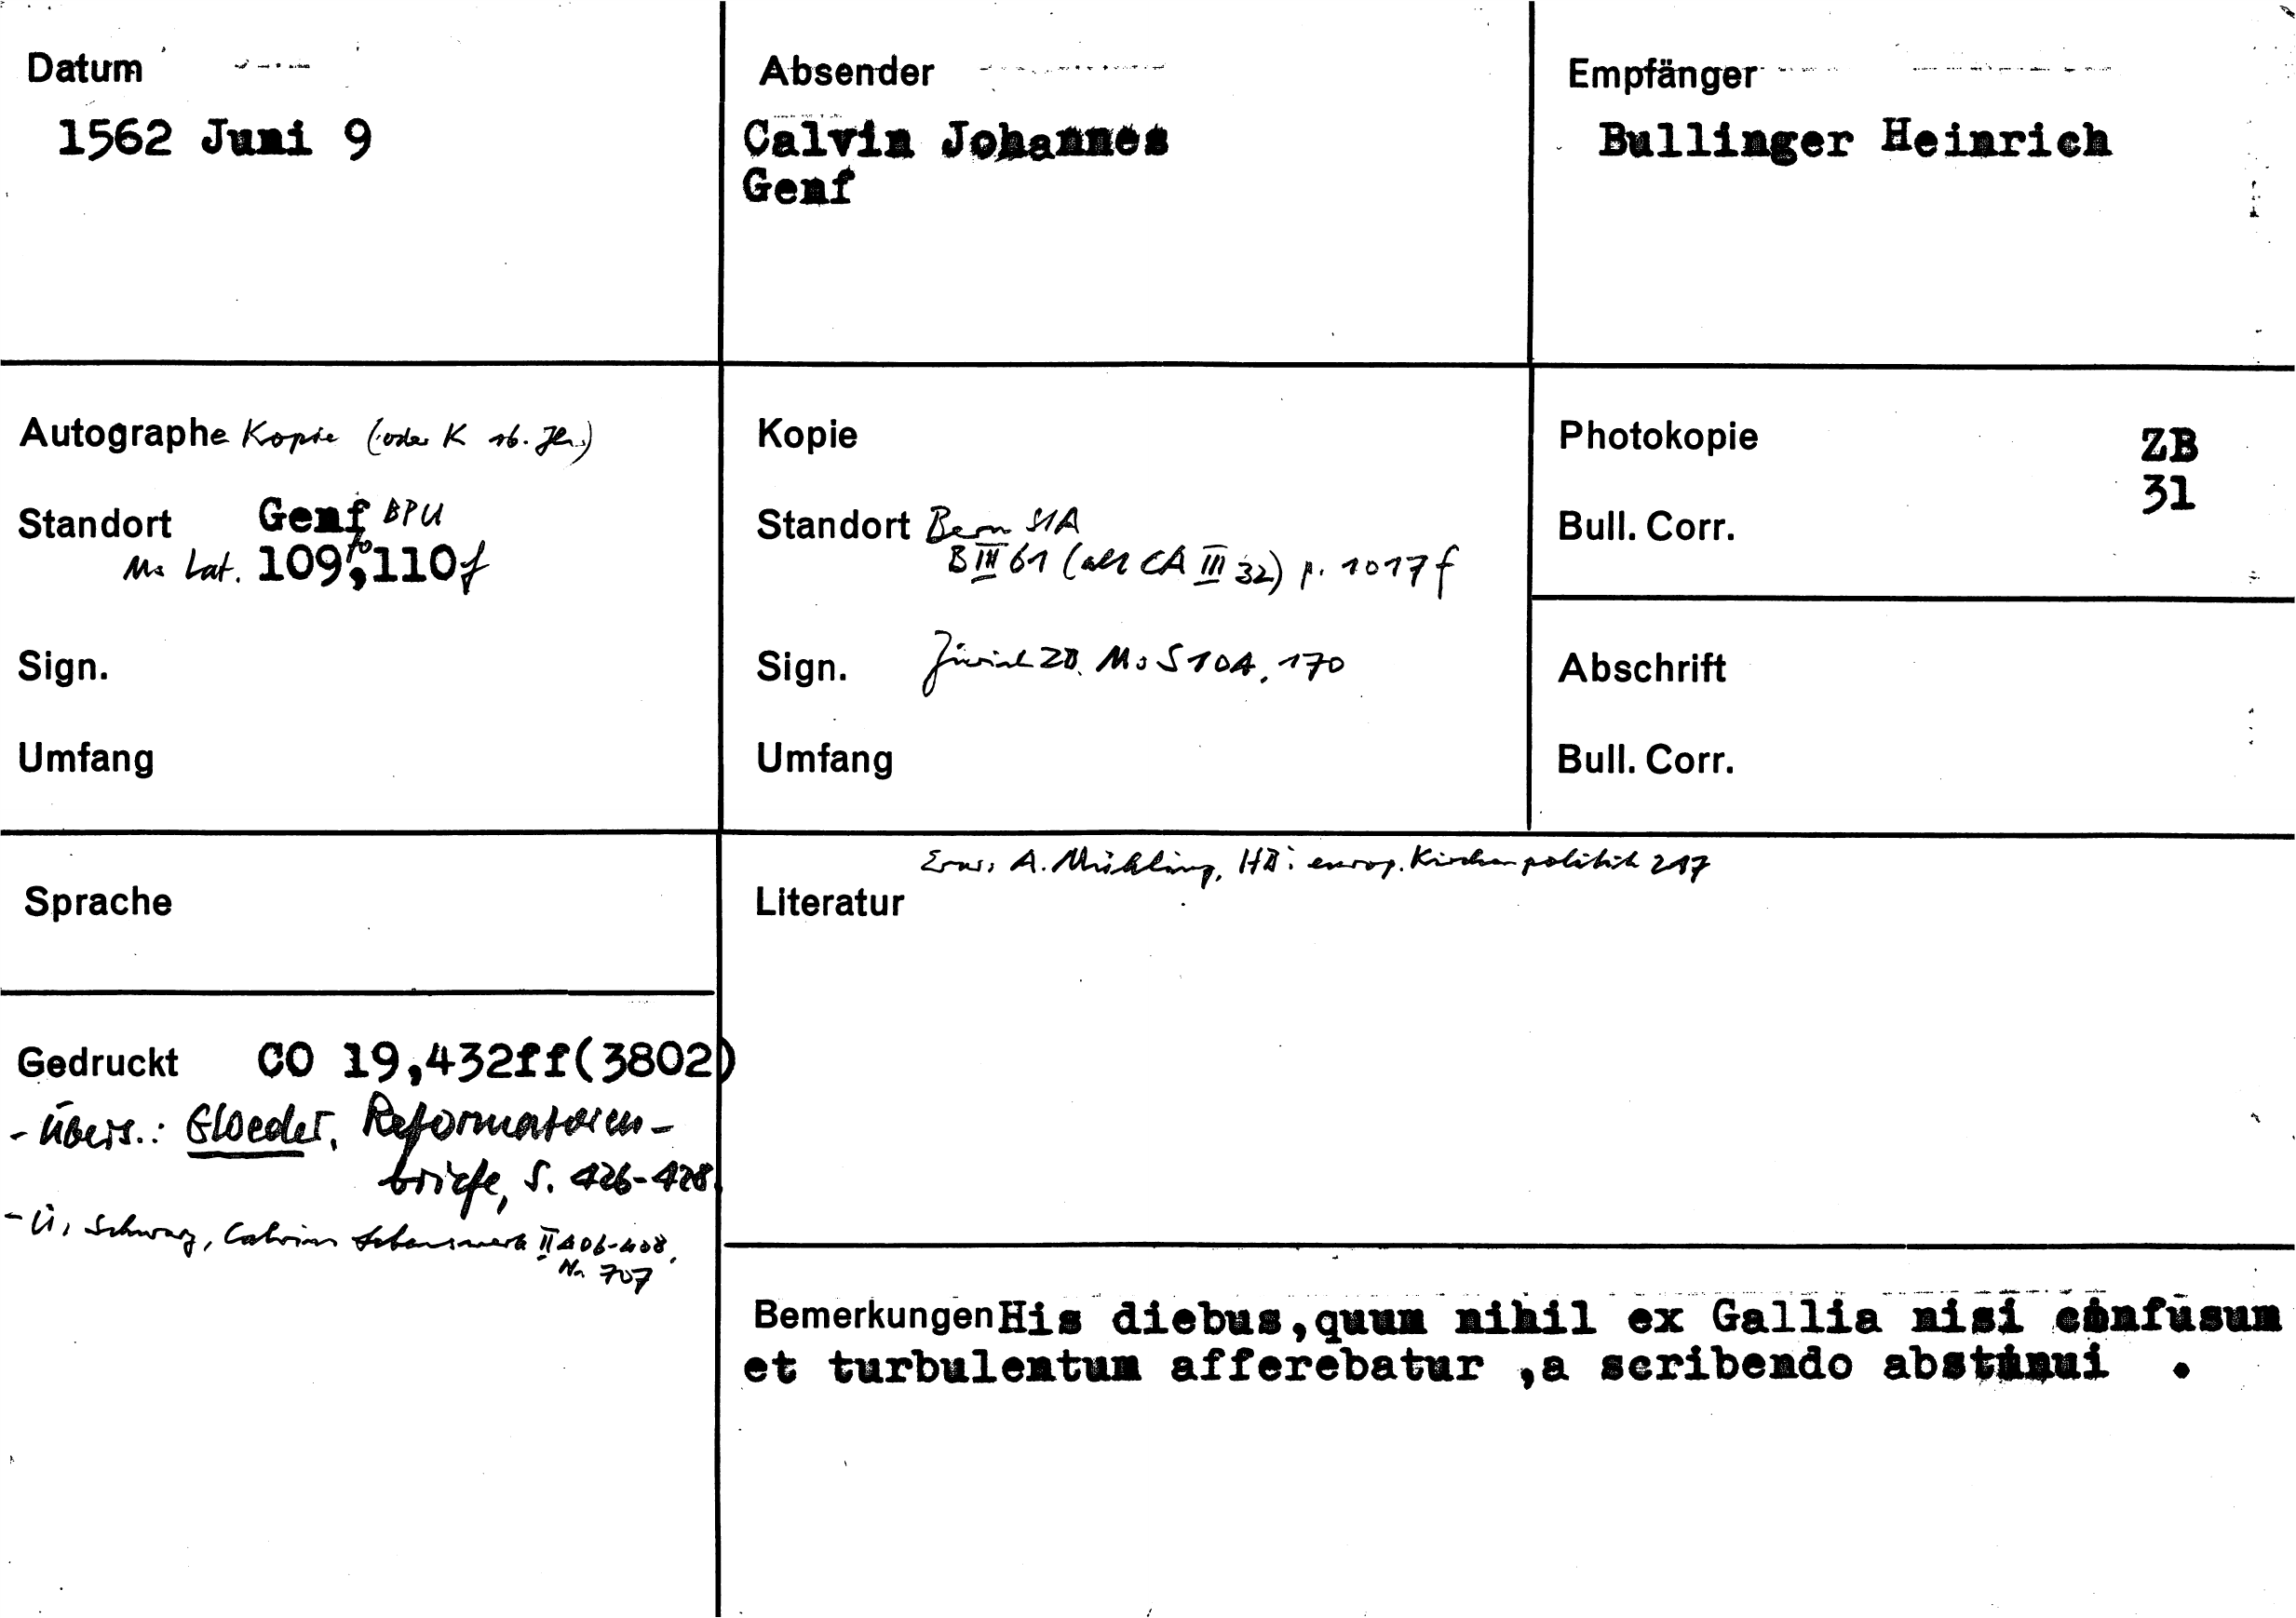 Datum
1562 Juni 9
Absender
Calvin Johannes
Genf
Empfänger
Bullinger Heinrich
Autographe Kopie (oder K 16. Jh.)
Standort Genf BPU
Ms Lat. 109, fo 110f
Sign.
Umfang
Kopie
Standort Bern StA
B III 61 (alt CA III 32) p. 1017f
Sign. Zürich ZB. Ms S 104, 170
Umfang
Photokopie ZB
31
Bull. Corr.
Abschrift
Bull. Corr.
Sprache
Erw.: A. Mühling, HB: europ. Kirchenpolitik 217
Literatur
Gedruckt CO 19,432ff(3802)
- Übers.: Gloeder, Reformatoren-
briefe, S. 426-428.
- Ü: Schwarz, Calvins Lebenswerk II 406-408,
Nr 707
Bemerkungen His diebus,quum nihil ex Gallia nisi confusum
et turbulentum afferebatur ,a scribendo abstinui .